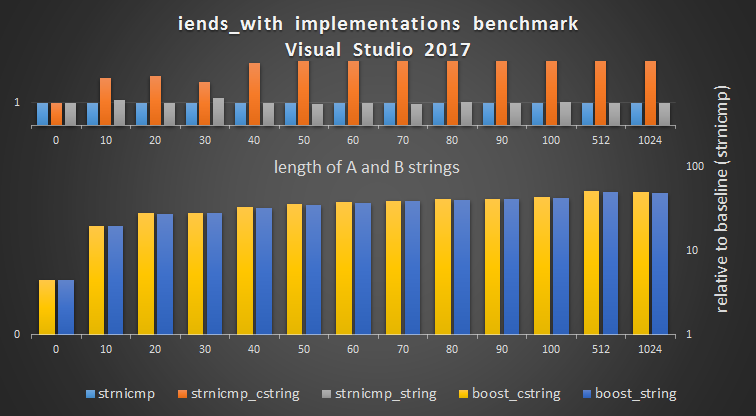 iends_with implementations benchmark
Visual Studio 2017
1
0 10 20 30 40 50 60 70 80 90 100 512 1024
length of A and B strings
100
10
0 1
0 10 20 30 40 50 60 70 80 90 100 512 1024
relative to baseline (strnicmp)
strnicmp strnicmp_cstring strnicmp_string boost_cstring boost_string